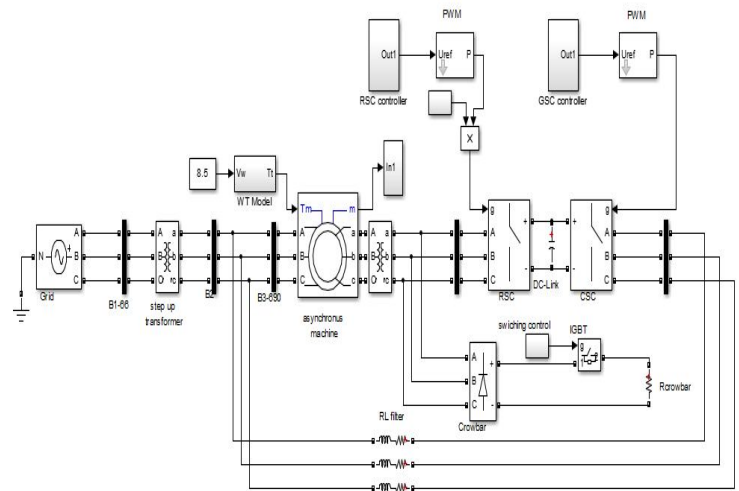 PWM
PWM
Out1
Uref
P
Out1
Uref
P
RSC controller
GSC controller
X
8.5
Vw
Tt
WT Model
In1
Tm
m
g
g
A
A
A
A
a
A
a
A
+
+
A
N
B
B
b
B
b
B
b
B
B
C
C
C
c
C
c
C
-
-
C
Grid
B1-66
step up
transformer
B2
B3-690
asynchronus
machine
RSC
DC-Link
CSC
swiching control
IGBT
g
1
2
A
+
B
C
-
Crowbar
Rcrowbar
RL filter